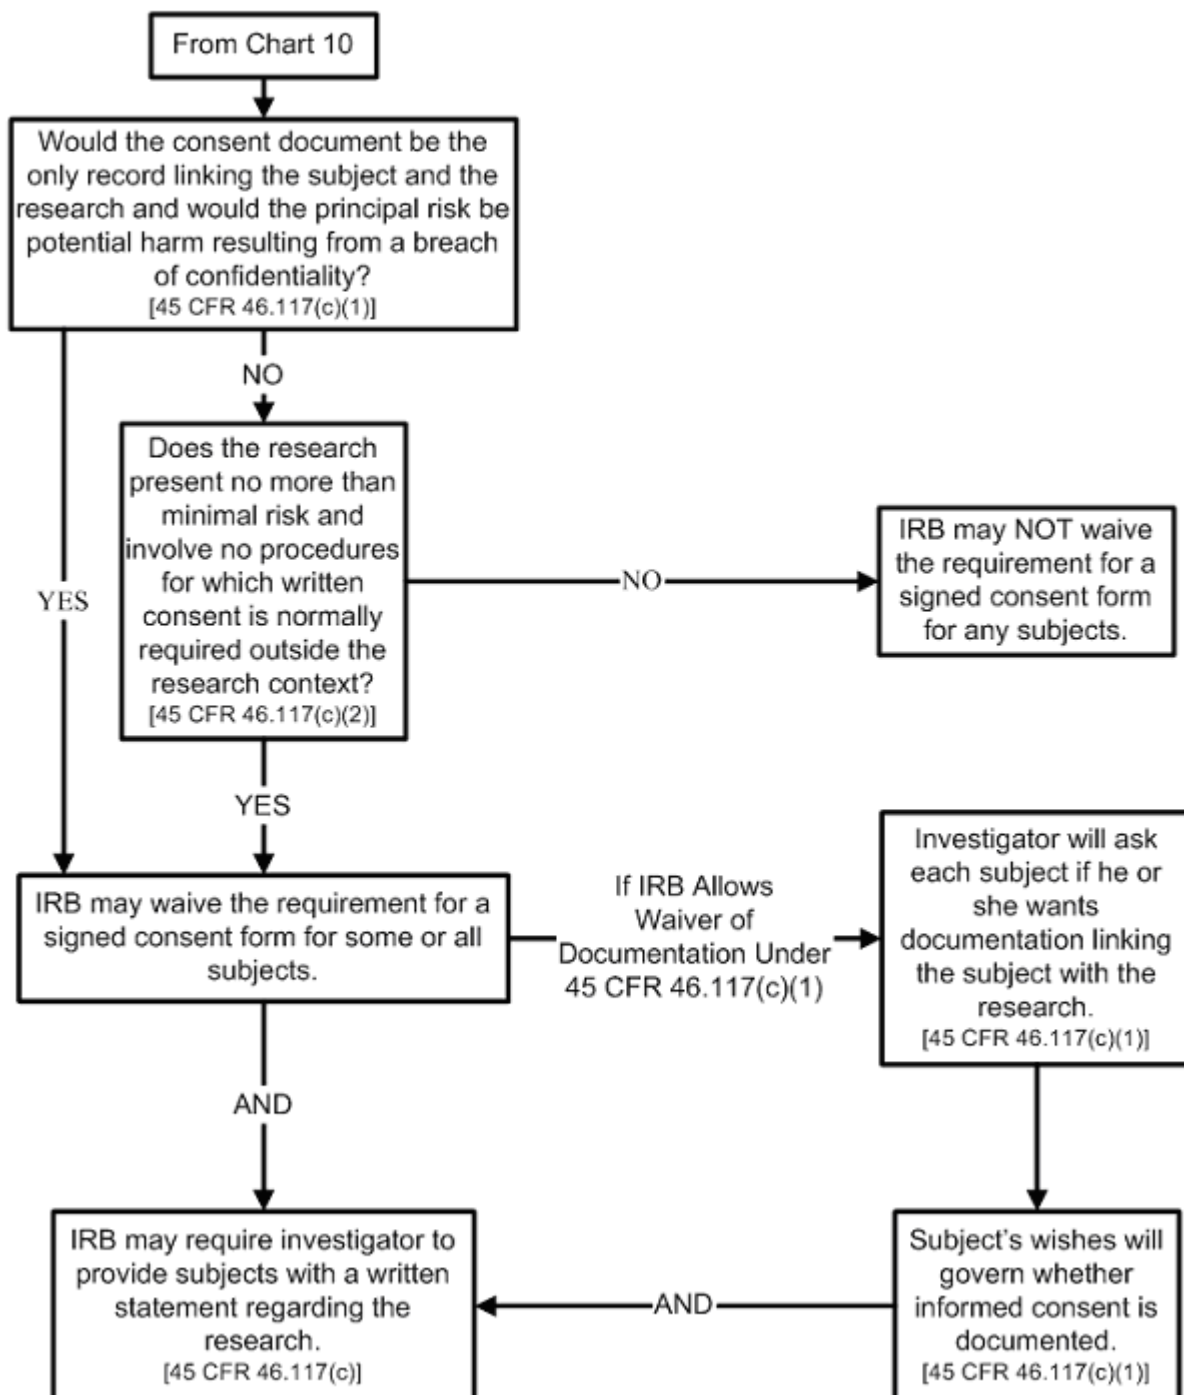 From Chart 10
Would the consent document be the
only record linking the subject and the
research and would the principal risk be
potential harm resulting from a breach
of confidentiality?
[45 CFR 46.117(c)(1)]
NO
YES
Does the research
present no more than
minimal risk and
involve no procedures
for which written
consent is normally
required outside the
research context?
[45 CFR 46.117(c)(2)]
NO
IRB may NOT waive
the requirement for a
signed consent form
for any subjects.
YES
IRB may waive the requirement for a
signed consent form for some or all
subjects.
If IRB Allows
Waiver of
Documentation Under
45 CFR 46.117(c)(1)
Investigator will ask
each subject if he or
she wants
documentation linking
the subject with the
research.
[45 CFR 46.117(c)(1)]
AND
IRB may require investigator to
provide subjects with a written
statement regarding the
research.
[45 CFR 46.117(c)]
AND
Subject's wishes will
govern whether
informed consent is
documented.
[45 CFR 46.117(c)(1)]